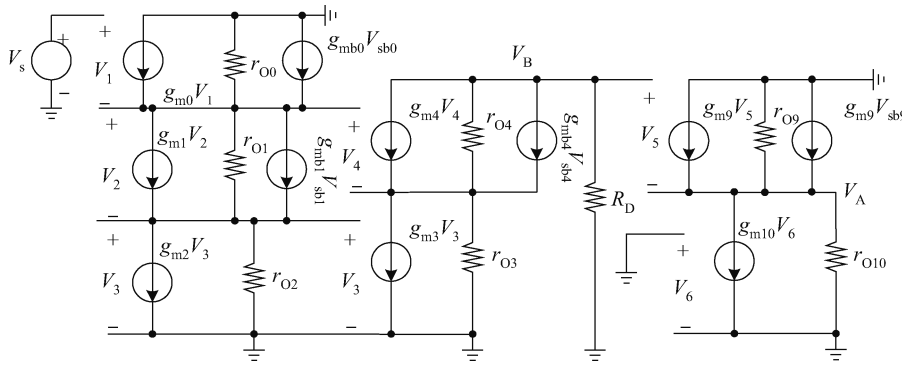 V_s
+
−
+
V_1
−
g_m0V_1
r_O0
g_mb0V_sb0
+
V_2
−
g_m1V_2
r_O1
g_mb1V_sb1
+
V_3
−
g_m2V_3
r_O2
+
V_4
−
g_m4V_4
r_O4
g_mb4V_sb4
V_B
+
V_3
−
g_m3V_3
r_O3
R_D
+
V_5
−
g_m9V_5
r_O9
g_m9V_sb9
V_A
+
V_6
−
g_m10V_6
r_O10